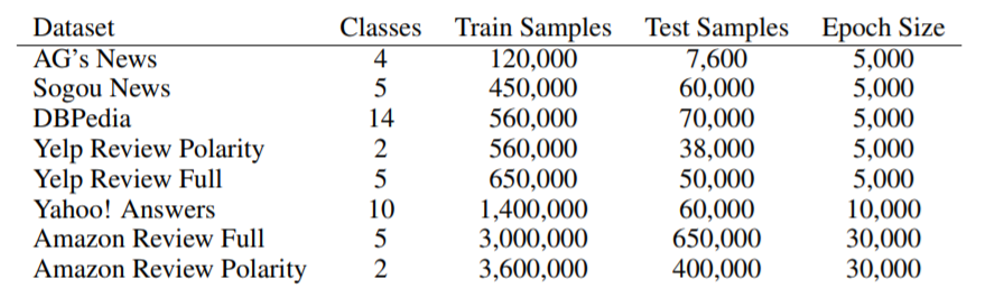 Dataset Classes Train Samples Test Samples Epoch Size
AG's News 4 120,000 7,600 5,000
Sogou News 5 450,000 60,000 5,000
DBPedia 14 560,000 70,000 5,000
Yelp Review Polarity 2 560,000 38,000 5,000
Yelp Review Full 5 650,000 50,000 5,000
Yahoo! Answers 10 1,400,000 60,000 10,000
Amazon Review Full 5 3,000,000 650,000 30,000
Amazon Review Polarity 2 3,600,000 400,000 30,000